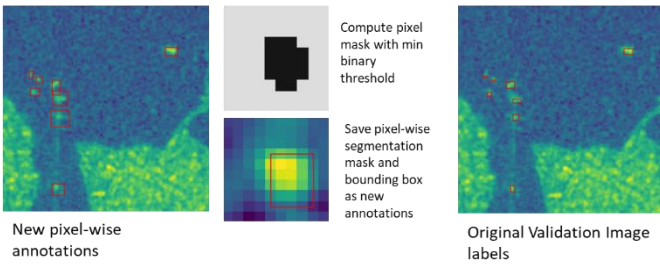 Compute pixel
mask with min
binary
threshold
Save pixel-wise
segmentation
mask and
bounding box
as new
annotations
New pixel-wise
annotations
Original Validation Image
labels